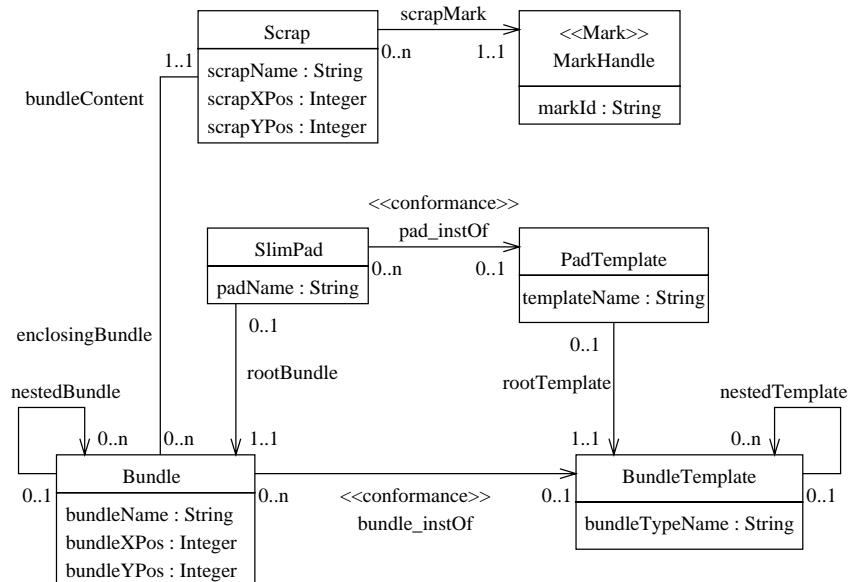 scrapMark
Scrap
scrapName : String
scrapXPos : Integer
scrapYPos : Integer
0..n
1..1
<<Mark>>
MarkHandle
markId : String
1..1
bundleContent
<<conformance>>
pad_instOf
SlimPad
padName : String
0..n
0..1
PadTemplate
templateName : String
0..1
0..1
enclosingBundle
rootBundle
rootTemplate
nestedBundle
nestedTemplate
0..n
0..n
1..1
1..1
0..n
0..1
Bundle
bundleName : String
bundleXPos : Integer
bundleYPos : Integer
0..n
<<conformance>>
bundle_instOf
0..1
BundleTemplate
bundleTypeName : String
0..1